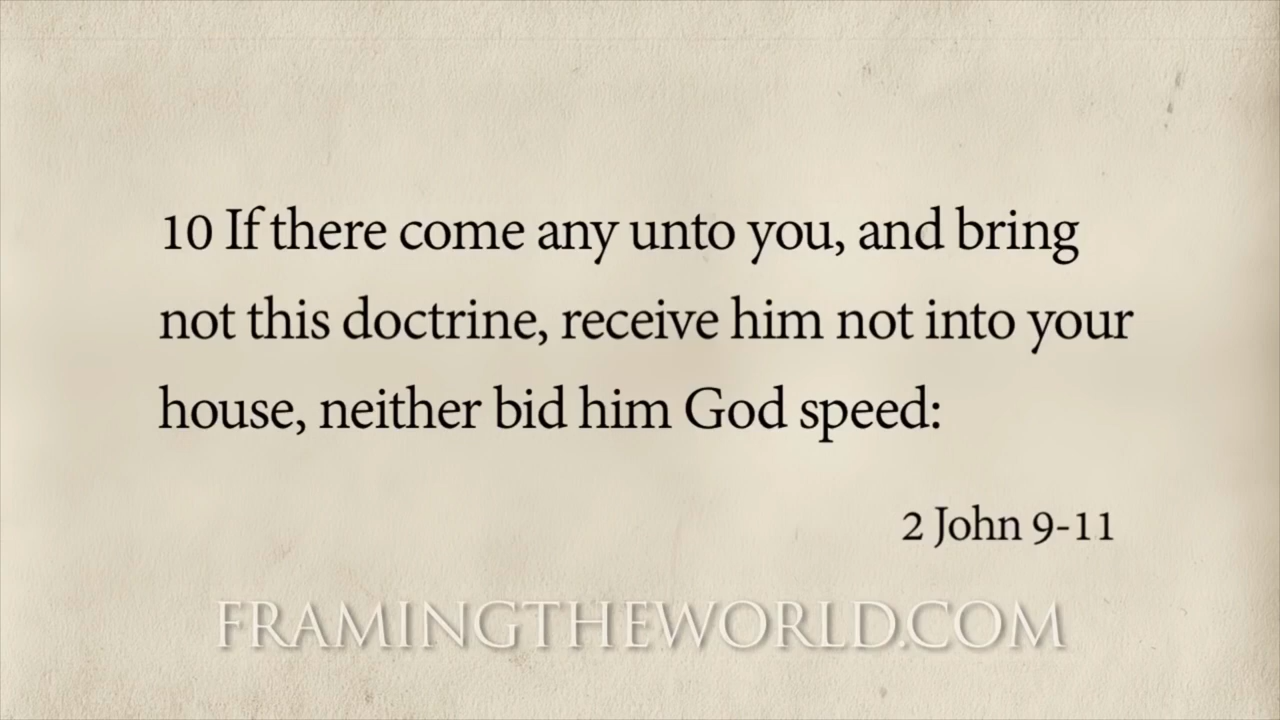 10 If there come any unto you, and bring
not this doctrine, receive him not into your
house, neither bid him God speed:
2 John 9-11
FRAMINGTHEWORLD.COM